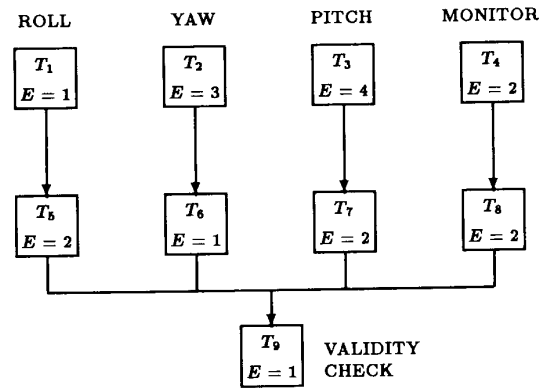 ROLL YAW PITCH MONITOR
T₁ T₂ T₃ T₄
E = 1 E = 3 E = 4 E = 2
T₅ T₆ T₇ T₈
E = 2 E = 1 E = 2 E = 2
T₉ VALIDITY
E = 1 CHECK